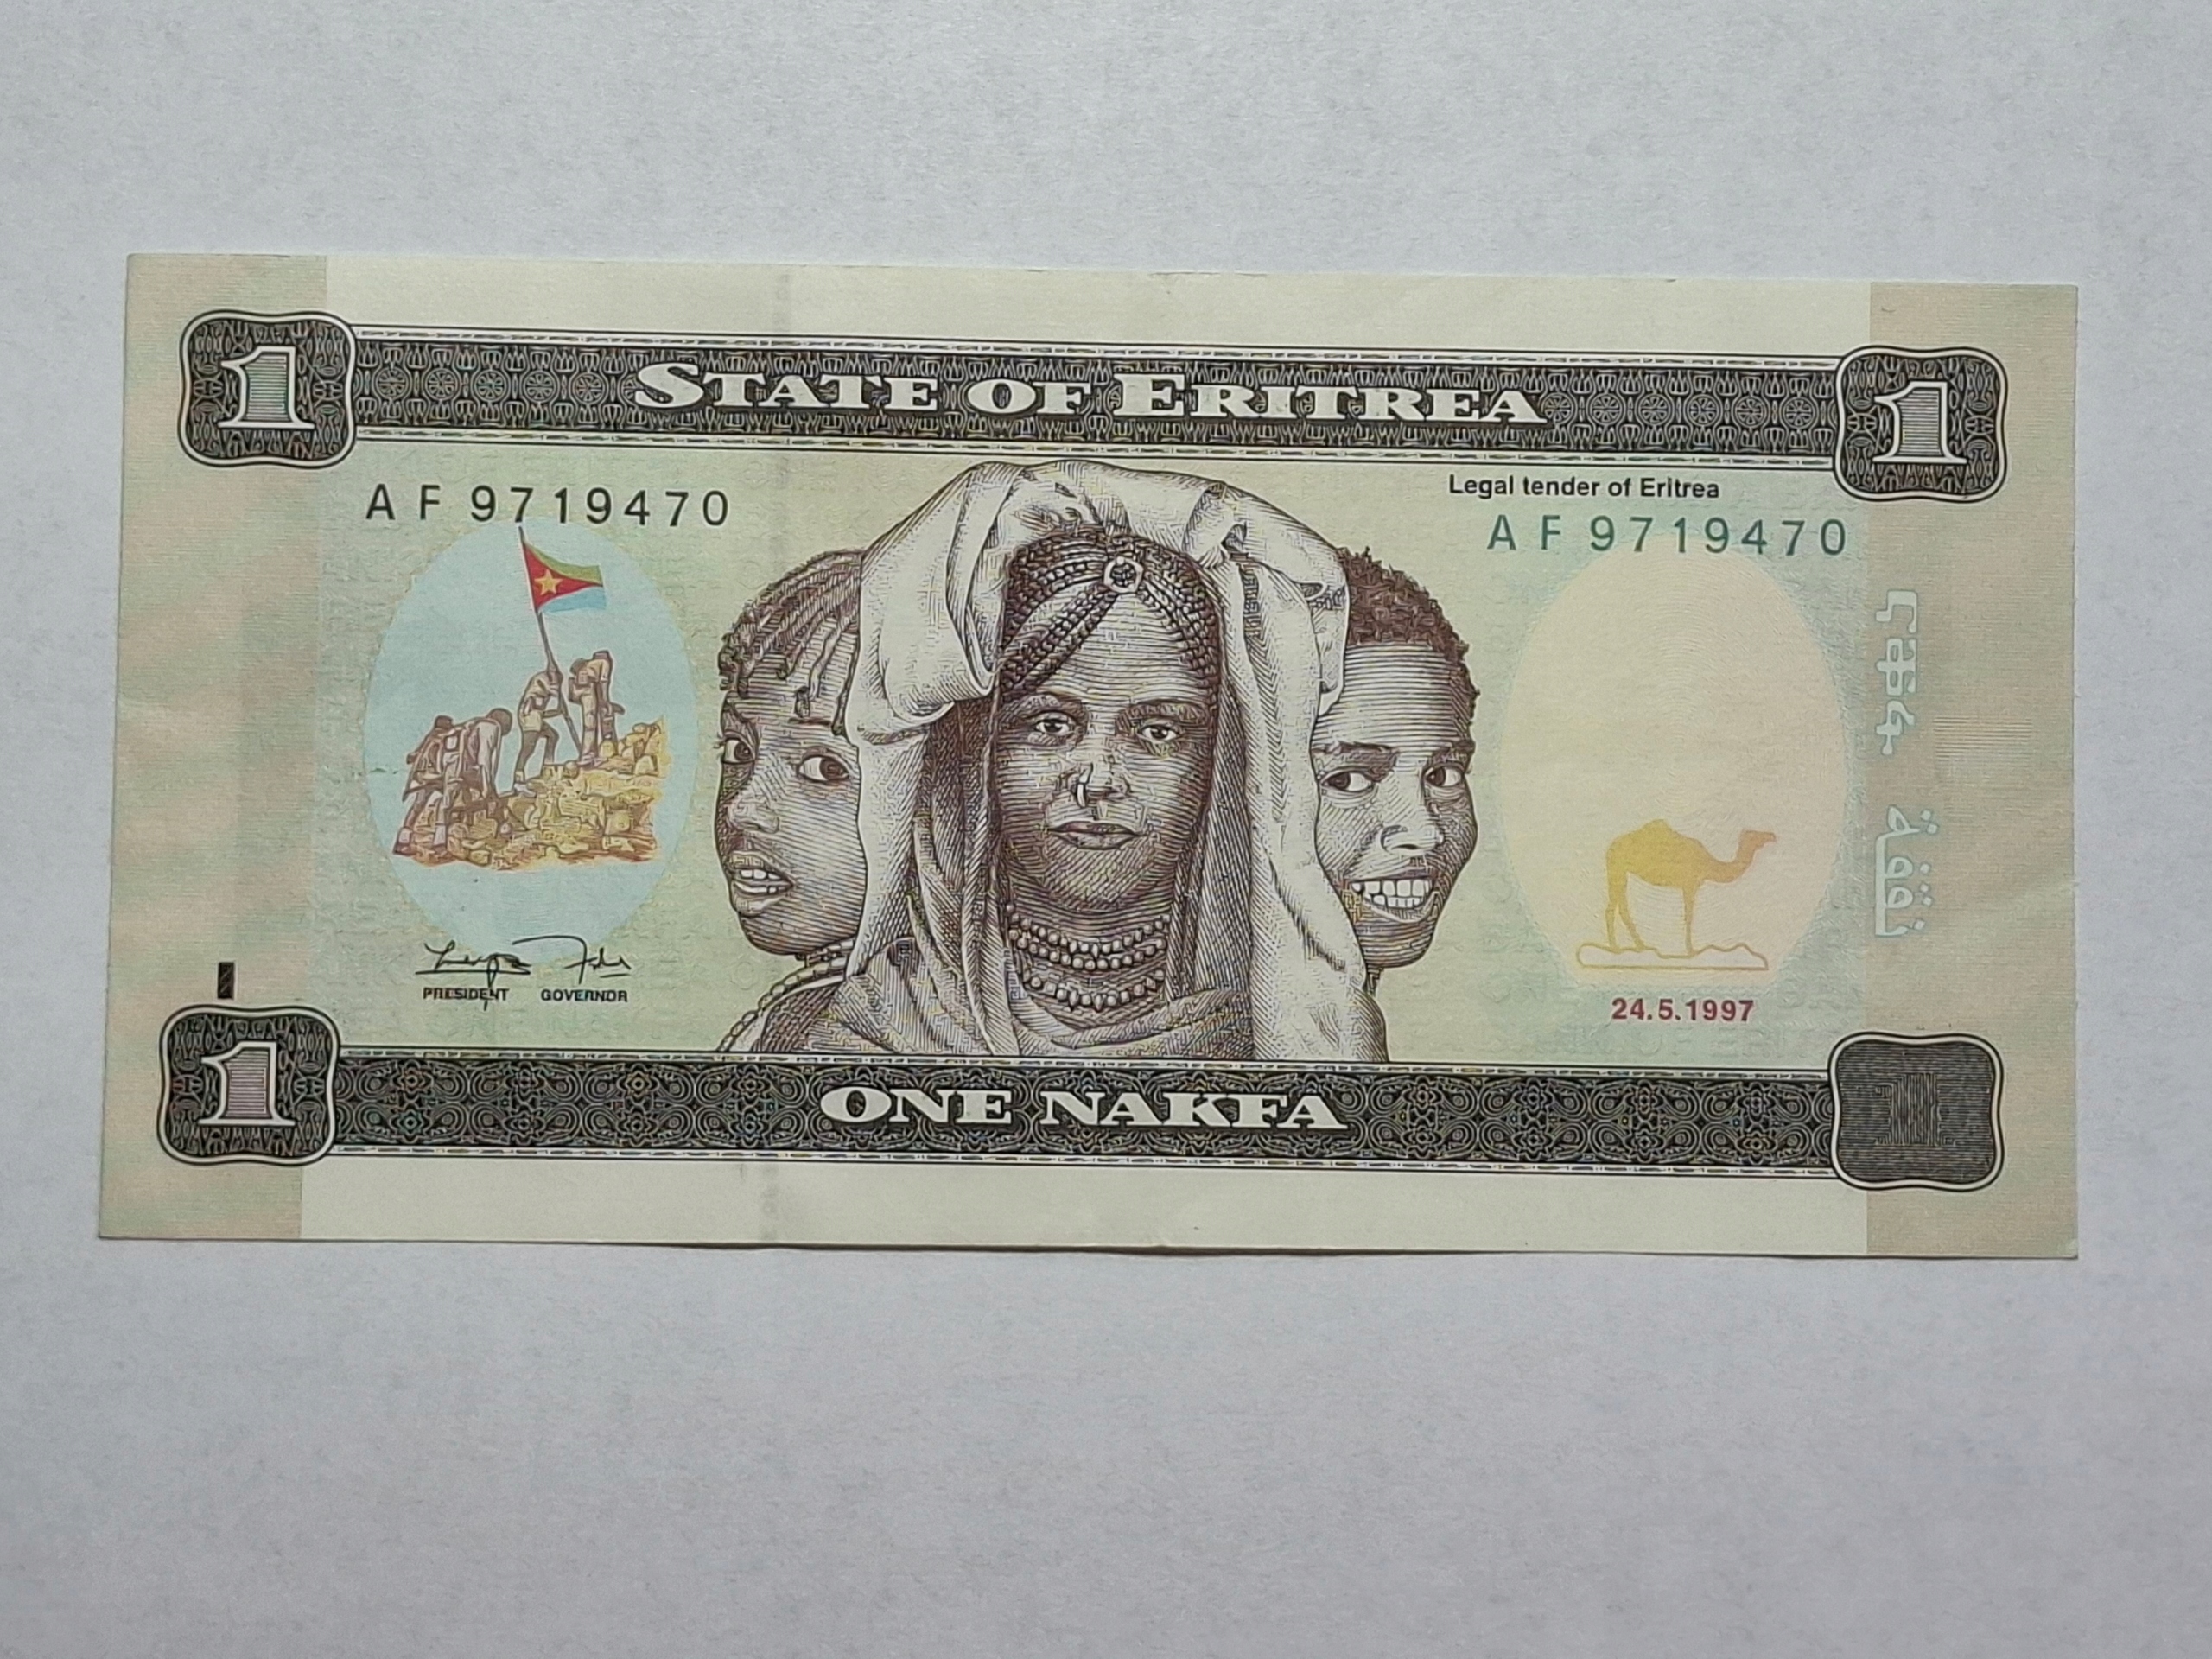 1 STATE OF ERITREA 1
Legal tender of Eritrea
AF 9719470
AF 9719470
ናቕፋ نقفة
PRESIDENT GOVERNOR
24.5.1997
1 ONE NAKFA 1